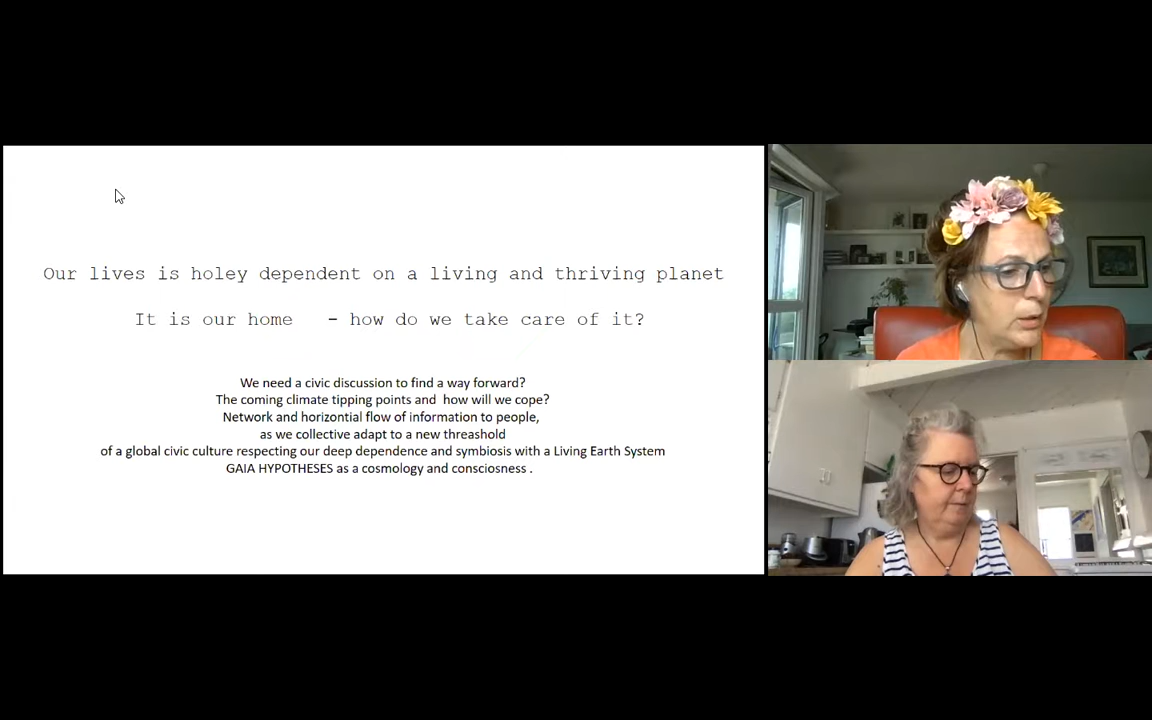 Our lives is holey dependent on a living and thriving planet
It is our home - how do we take care of it?
We need a civic discussion to find a way forward?
The coming climate tipping points and how will we cope?
Network and horizontial flow of information to people,
as we collective adapt to a new threashold
of a global civic culture respecting our deep dependence and symbiosis with a Living Earth System
GAIA HYPOTHESES as a cosmology and consciosness .